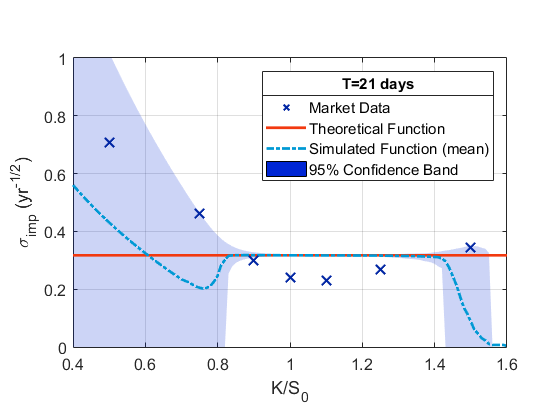 T=21 days
Market Data
Theoretical Function
Simulated Function (mean)
95% Confidence Band
σimp (yr-1/2)
1
0.8
0.6
0.4
0.2
0
0.4 0.6 0.8 1 1.2 1.4 1.6
K/S0